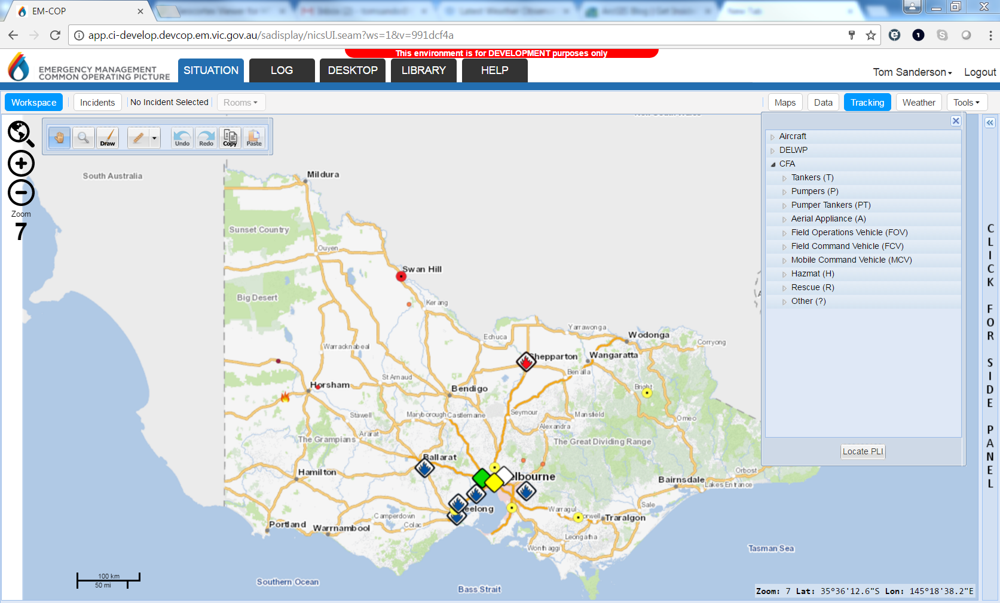 EM-COP
New Tab
app.ci-develop.devcop.em.vic.gov.au/sadisplay/nicsUI.seam?ws=1&v=991dcf4a
This environment is for DEVELOPMENT purposes only
EMERGENCY MANAGEMENT
COMMON OPERATING PICTURE
SITUATION
LOG
DESKTOP
LIBRARY
HELP
Tom Sanderson
Logout
Workspace
Incidents
No Incident Selected
Rooms
Maps
Data
Tracking
Weather
Tools
Draw
Undo
Redo
Copy
Paste
Zoom
7
Aircraft
DELWP
CFA
Tankers (T)
Pumpers (P)
Pumper Tankers (PT)
Aerial Appliance (A)
Field Operations Vehicle (FOV)
Field Command Vehicle (FCV)
Mobile Command Vehicle (MCV)
Hazmat (H)
Rescue (R)
Other (?)
Locate PLI
CLICK FOR SIDE PANEL
South Australia
Mildura
Sunset Country
Ouyen
Swan Hill
Big Desert
Kerang
Echuca
Yarrawonga
Wodonga
Corryong
Warracknabeal
Shepparton
Wangaratta
Benalla
St Arnaud
Horsham
Bendigo
Bright
Stawell
Maryborough
Castlemaine
Seymour
Mansfield
Omeo
Alexandra
Ararat
The Grampians
The Great Dividing Range
Ballarat
Hamilton
elbourne
Bairnsdale
Orbost
Lakes Entrance
eelong
Camperdown
Colac
Warragul
orwell
Traralgon
Sale
Portland
Warrnambool
Leongatha
Wonthaggi
Tasman Sea
Southern Ocean
Bass Strait
100 km
50 mi
Zoom: 7 Lat: 35°36'12.6"S Lon: 145°18'38.2"E